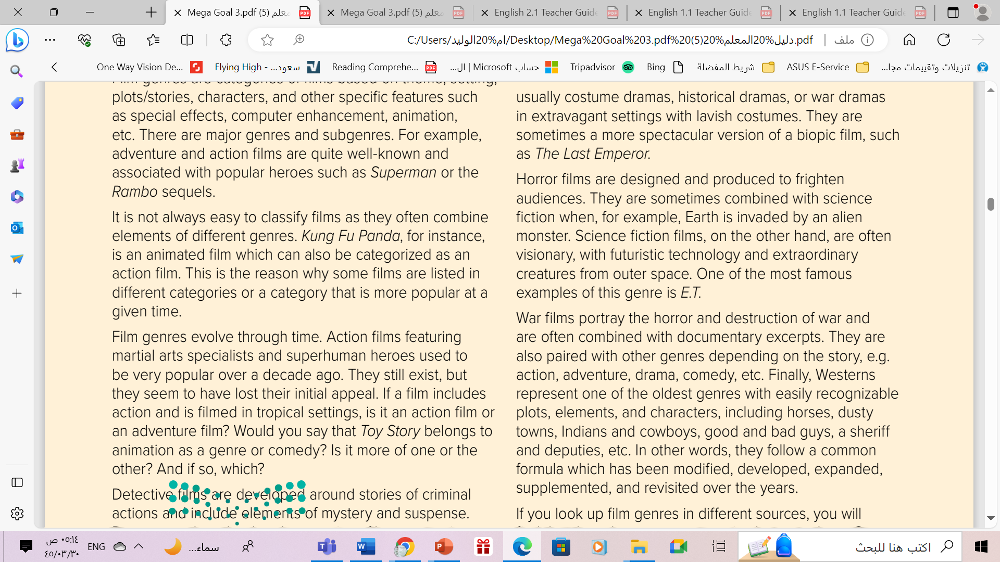 Mega Goal 3.pdf (5) معلم
Mega Goal 3.pdf (5) معلم
English 2.1 Teacher Guide
English 1.1 Teacher Guide
English 1.1 Teacher Guide
C:/Users/ام%20الوليد/Desktop/Mega%20Goal%203.pdf%20(5)%20دليل%20المعلم.pdf
ملف
One Way Vision De...
Flying High - سعود...
Reading Comprehe...
حساب Microsoft | ال...
Tripadvisor
Bing
شريط المفضلة
ASUS E-Service
تنزيلات وتقييمات مجا...
Film genres are categories of films based on theme, setting,
plots/stories, characters, and other specific features such
as special effects, computer enhancement, animation,
etc. There are major genres and subgenres. For example,
adventure and action films are quite well-known and
associated with popular heroes such as Superman or the
Rambo sequels.
It is not always easy to classify films as they often combine
elements of different genres. Kung Fu Panda, for instance,
is an animated film which can also be categorized as an
action film. This is the reason why some films are listed in
different categories or a category that is more popular at a
given time.
Film genres evolve through time. Action films featuring
martial arts specialists and superhuman heroes used to
be very popular over a decade ago. They still exist, but
they seem to have lost their initial appeal. If a film includes
action and is filmed in tropical settings, is it an action film or
an adventure film? Would you say that Toy Story belongs to
animation as a genre or comedy? Is it more of one or the
other? And if so, which?
Detective films are developed around stories of criminal
actions and include elements of mystery and suspense.
usually costume dramas, historical dramas, or war dramas
in extravagant settings with lavish costumes. They are
sometimes a more spectacular version of a biopic film, such
as The Last Emperor.
Horror films are designed and produced to frighten
audiences. They are sometimes combined with science
fiction when, for example, Earth is invaded by an alien
monster. Science fiction films, on the other hand, are often
visionary, with futuristic technology and extraordinary
creatures from outer space. One of the most famous
examples of this genre is E.T.
War films portray the horror and destruction of war and
are often combined with documentary excerpts. They are
also paired with other genres depending on the story, e.g.
action, adventure, drama, comedy, etc. Finally, Westerns
represent one of the oldest genres with easily recognizable
plots, elements, and characters, including horses, dusty
towns, Indians and cowboys, good and bad guys, a sheriff
and deputies, etc. In other words, they follow a common
formula which has been modified, developed, expanded,
supplemented, and revisited over the years.
If you look up film genres in different sources, you will
٠٥:١٤ ص
٤٥/٠٣/٣٠
ENG
سماء...
اكتب هنا للبحث